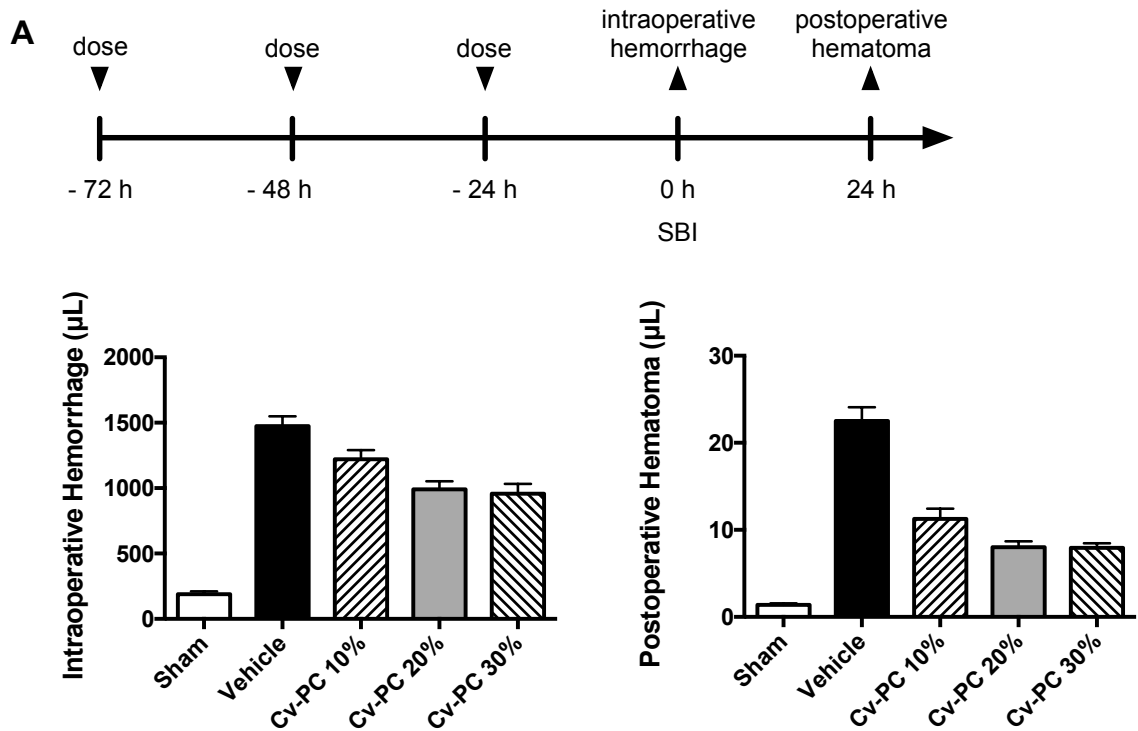 A
dose dose dose intraoperative hemorrhage postoperative hematoma
- 72 h - 48 h - 24 h 0 h 24 h
SBI
Intraoperative Hemorrhage (µL)
2000
1500
1000
500
0
Sham
Vehicle
Cv-PC 10%
Cv-PC 20%
Cv-PC 30%
Postoperative Hematoma (µL)
30
20
10
0
Sham
Vehicle
Cv-PC 10%
Cv-PC 20%
Cv-PC 30%